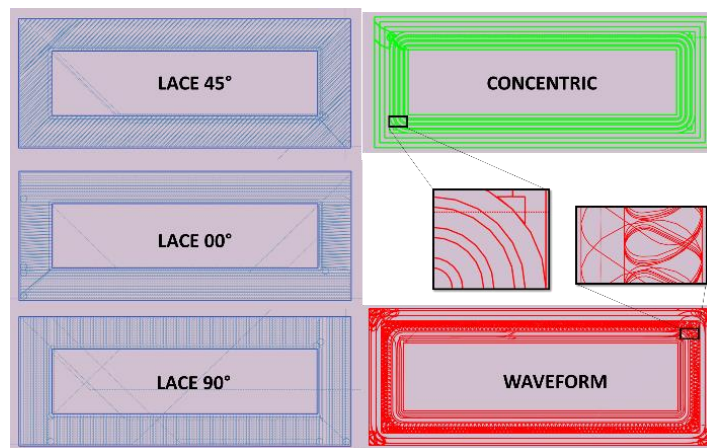 LACE 45°
CONCENTRIC
LACE 00°
LACE 90°
WAVEFORM